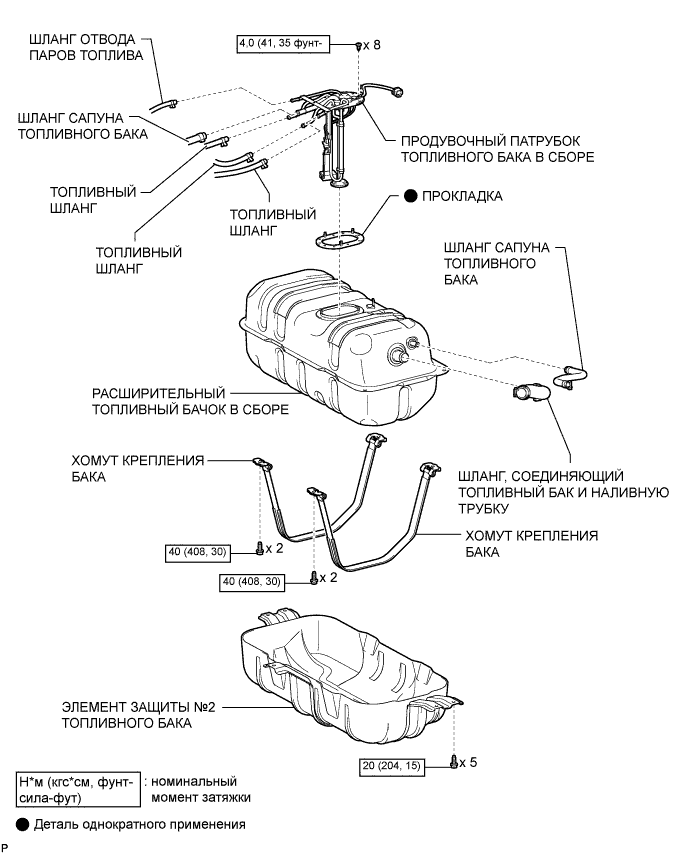 ШЛАНГ ОТВОДА
ПАРОВ ТОПЛИВА
4,0 (41, 35 фунт-
x 8
ШЛАНГ САПУНА
ТОПЛИВНОГО БАКА
ПРОДУВОЧНЫЙ ПАТРУБОК
ТОПЛИВНОГО БАКА В СБОРЕ
ТОПЛИВНЫЙ
ШЛАНГ
ПРОКЛАДКА
ТОПЛИВНЫЙ
ШЛАНГ
ТОПЛИВНЫЙ
ШЛАНГ
ШЛАНГ САПУНА
ТОПЛИВНОГО
БАКА
РАСШИРИТЕЛЬНЫЙ
ТОПЛИВНЫЙ БАЧОК В СБОРЕ
ХОМУТ КРЕПЛЕНИЯ
БАКА
ШЛАНГ, СОЕДИНЯЮЩИЙ
ТОПЛИВНЫЙ БАК И НАЛИВНУЮ
ТРУБКУ
ХОМУТ КРЕПЛЕНИЯ
БАКА
40 (408, 30)
x 2
40 (408, 30)
x 2
ЭЛЕМЕНТ ЗАЩИТЫ №2
ТОПЛИВНОГО БАКА
20 (204, 15)
x 5
Н*м (кгс*см, фунт-
сила-фут)
: номинальный
момент затяжки
Деталь однократного применения
P